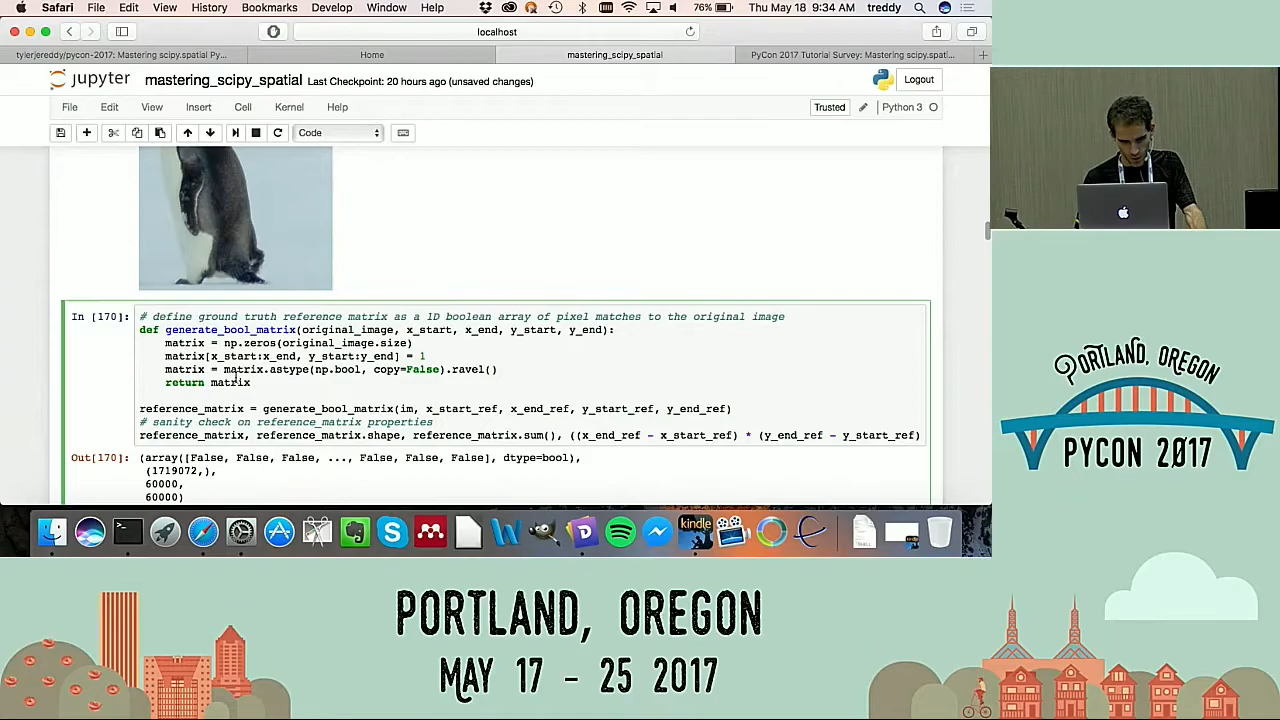 Safari File Edit View History Bookmarks Develop Window Help 76% Thu May 18 9:34 AM treddy
localhost
tylerjreddy/pycon-2017: Mastering scipy.spatial Py... Home mastering_scipy_spatial PyCon 2017 Tutorial Survey: Mastering scipy.spati...
jupyter mastering_scipy_spatial Last Checkpoint: 20 hours ago (unsaved changes) Logout
File Edit View Insert Cell Kernel Help Trusted Python 3
Code
In [170]: # define ground truth reference matrix as a 1D boolean array of pixel matches to the original image
def generate_bool_matrix(original_image, x_start, x_end, y_start, y_end):
matrix = np.zeros(original_image.size)
matrix[x_start:x_end, y_start:y_end] = 1
matrix = matrix.astype(np.bool, copy=False).ravel()
return matrix
reference_matrix = generate_bool_matrix(im, x_start_ref, x_end_ref, y_start_ref, y_end_ref)
# sanity check on reference_matrix properties
reference_matrix, reference_matrix.shape, reference_matrix.sum(), ((x_end_ref - x_start_ref) * (y_end_ref - y_start_ref)
Out[170]: (array([False, False, False, ..., False, False, False], dtype=bool),
(1719072,),
60000,
60000)
kindle
PORTLAND, OREGON
PYCON 2017
PORTLAND, OREGON
MAY 17 - 25 2017